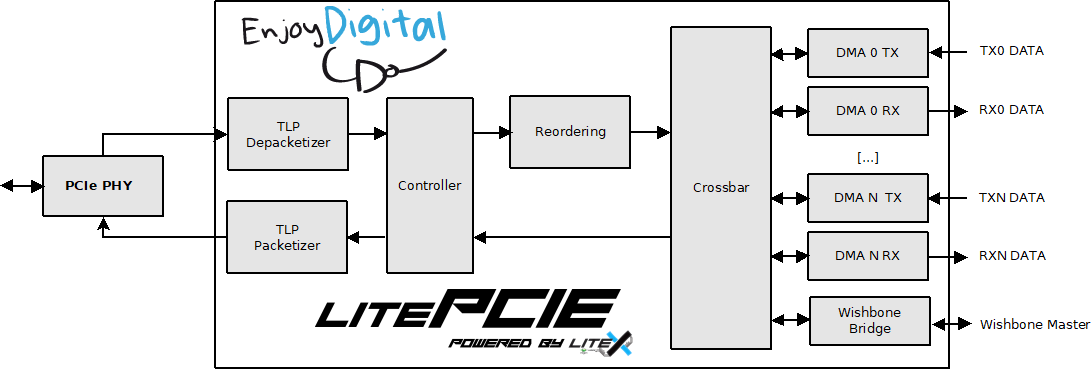 EnjoyDigital
TLP
Depacketizer
PCIe PHY
TLP
Packetizer
Controller
Reordering
Crossbar
DMA 0 TX
TX0 DATA
DMA 0 RX
RX0 DATA
[...]
DMA N  TX
TXN DATA
DMA N RX
RXN DATA
Wishbone
Bridge
Wishbone Master
LITEPCIE
POWERED BY LITEX